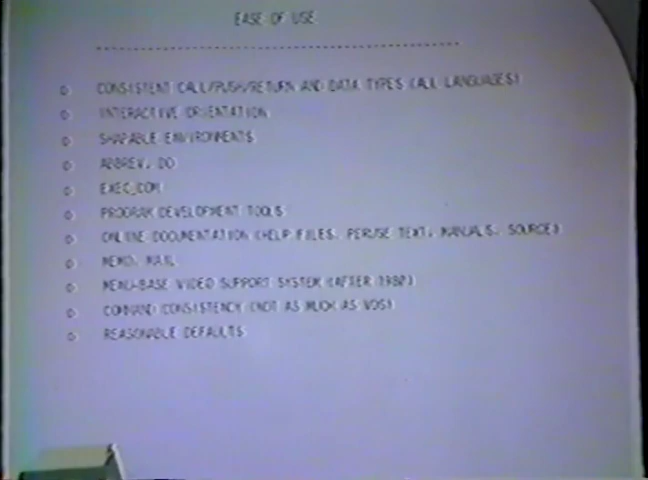 EASE OF USE
o CONSISTENT CALL/PUSH/RETURN AND DATA TYPES (ALL LANGUAGES)
o INTERACTIVE ORIENTATION
o SHAPABLE ENVIRONMENTS
o ABBREV, DO
o EXEC_COM
o PROGRAM DEVELOPMENT TOOLS
o ONLINE DOCUMENTATION (HELP FILES, PERUSE TEXT, MANUALS, SOURCE)
o MEMO, MAIL
o MENU-BASE VIDEO SUPPORT SYSTEM (AFTER 1980)
o COMMAND CONSISTENCY (NOT AS MUCH AS VOS)
o REASONABLE DEFAULTS